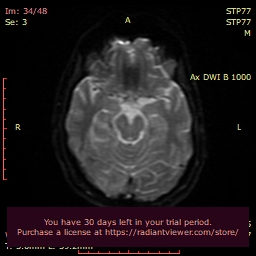 Im: 34/48
Se: 3
A
STP77
STP77
M
Ax DWI B 1000
R
L
You have 30 days left in your trial period.
Purchase a license at https://radiantviewer.com/store/